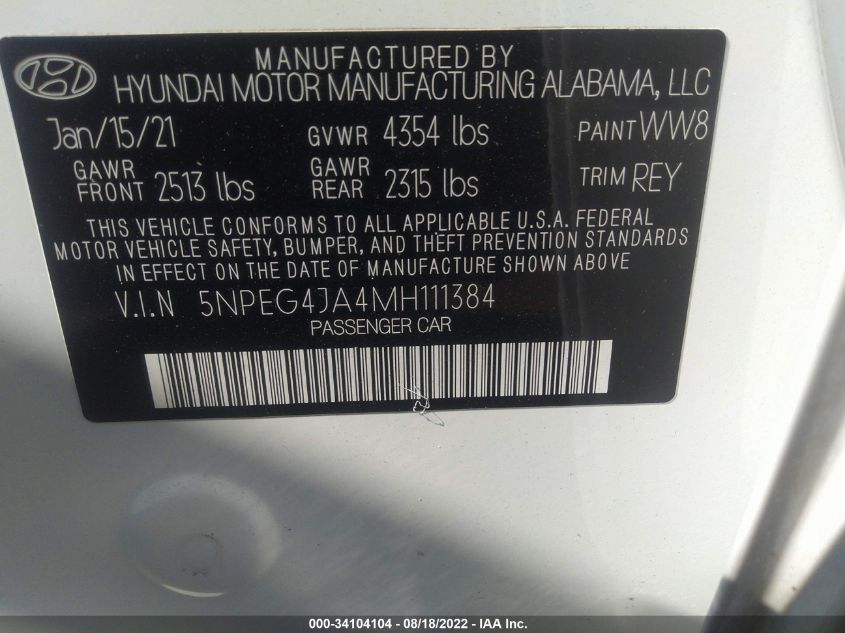 MANUFACTURED BY
HYUNDAI MOTOR MANUFACTURING ALABAMA, LLC
Jan/15/21 GVWR 4354 lbs PAINT WW8
GAWR FRONT 2513 lbs GAWR REAR 2315 lbs TRIM REY
THIS VEHICLE CONFORMS TO ALL APPLICABLE U.S.A. FEDERAL
MOTOR VEHICLE SAFETY, BUMPER, AND THEFT PREVENTION STANDARDS
IN EFFECT ON THE DATE OF MANUFACTURE SHOWN ABOVE
V.I.N 5NPEG4JA4MH111384
PASSENGER CAR
000-34104104 - 08/18/2022 - IAA Inc.